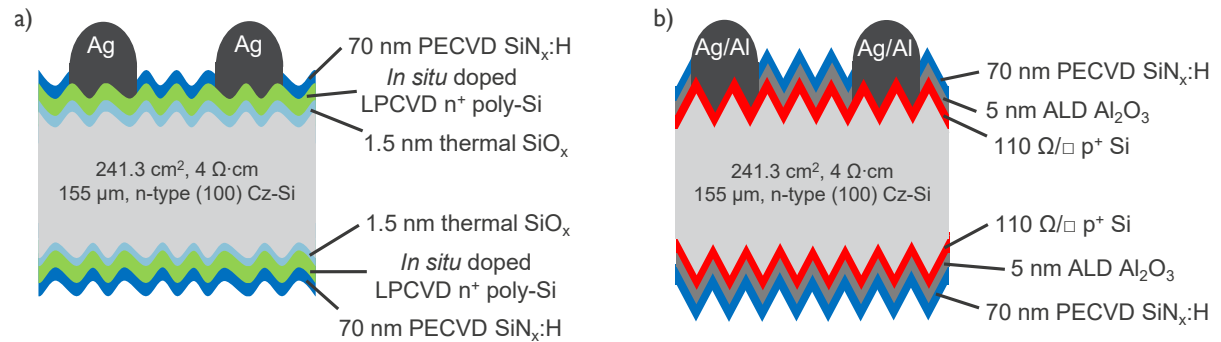 a)
Ag
Ag
70 nm PECVD SiNₓ:H
In situ doped
LPCVD n⁺ poly-Si
1.5 nm thermal SiOₓ
241.3 cm², 4 Ω·cm
155 µm, n-type (100) Cz-Si
1.5 nm thermal SiOₓ
In situ doped
LPCVD n⁺ poly-Si
70 nm PECVD SiNₓ:H
b)
Ag/Al
Ag/Al
70 nm PECVD SiNₓ:H
5 nm ALD Al₂O₃
110 Ω/□ p⁺ Si
241.3 cm², 4 Ω·cm
155 µm, n-type (100) Cz-Si
110 Ω/□ p⁺ Si
5 nm ALD Al₂O₃
70 nm PECVD SiNₓ:H